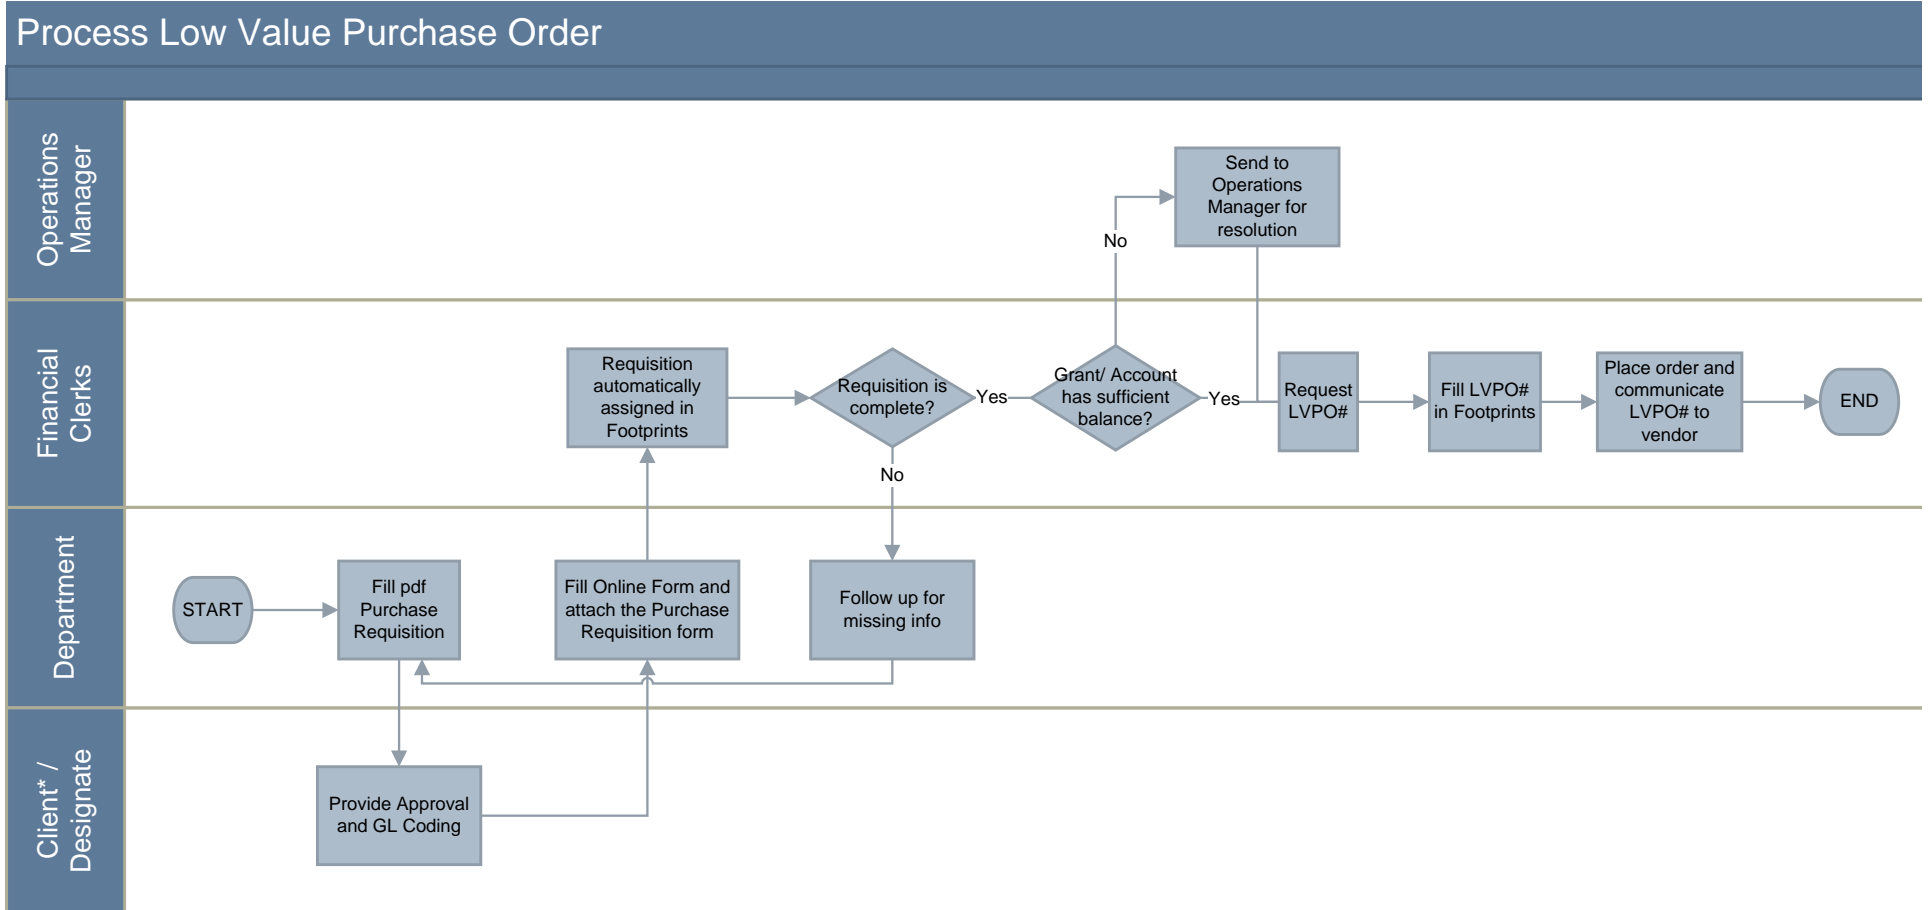 Process Low Value Purchase Order
Operations
Manager
Send to
Operations
Manager for
resolution
No
Financial
Clerks
Requisition
automatically
assigned in
Footprints
Requisition is
complete?
Yes
Grant/ Account
has sufficient
balance?
Yes
Request
LVPO#
Fill LVPO#
in Footprints
Place order and
communicate
LVPO# to
vendor
END
No
Department
START
Fill pdf
Purchase
Requisition
Fill Online Form and
attach the Purchase
Requisition form
Follow up for
missing info
Client* /
Designate
Provide Approval
and GL Coding